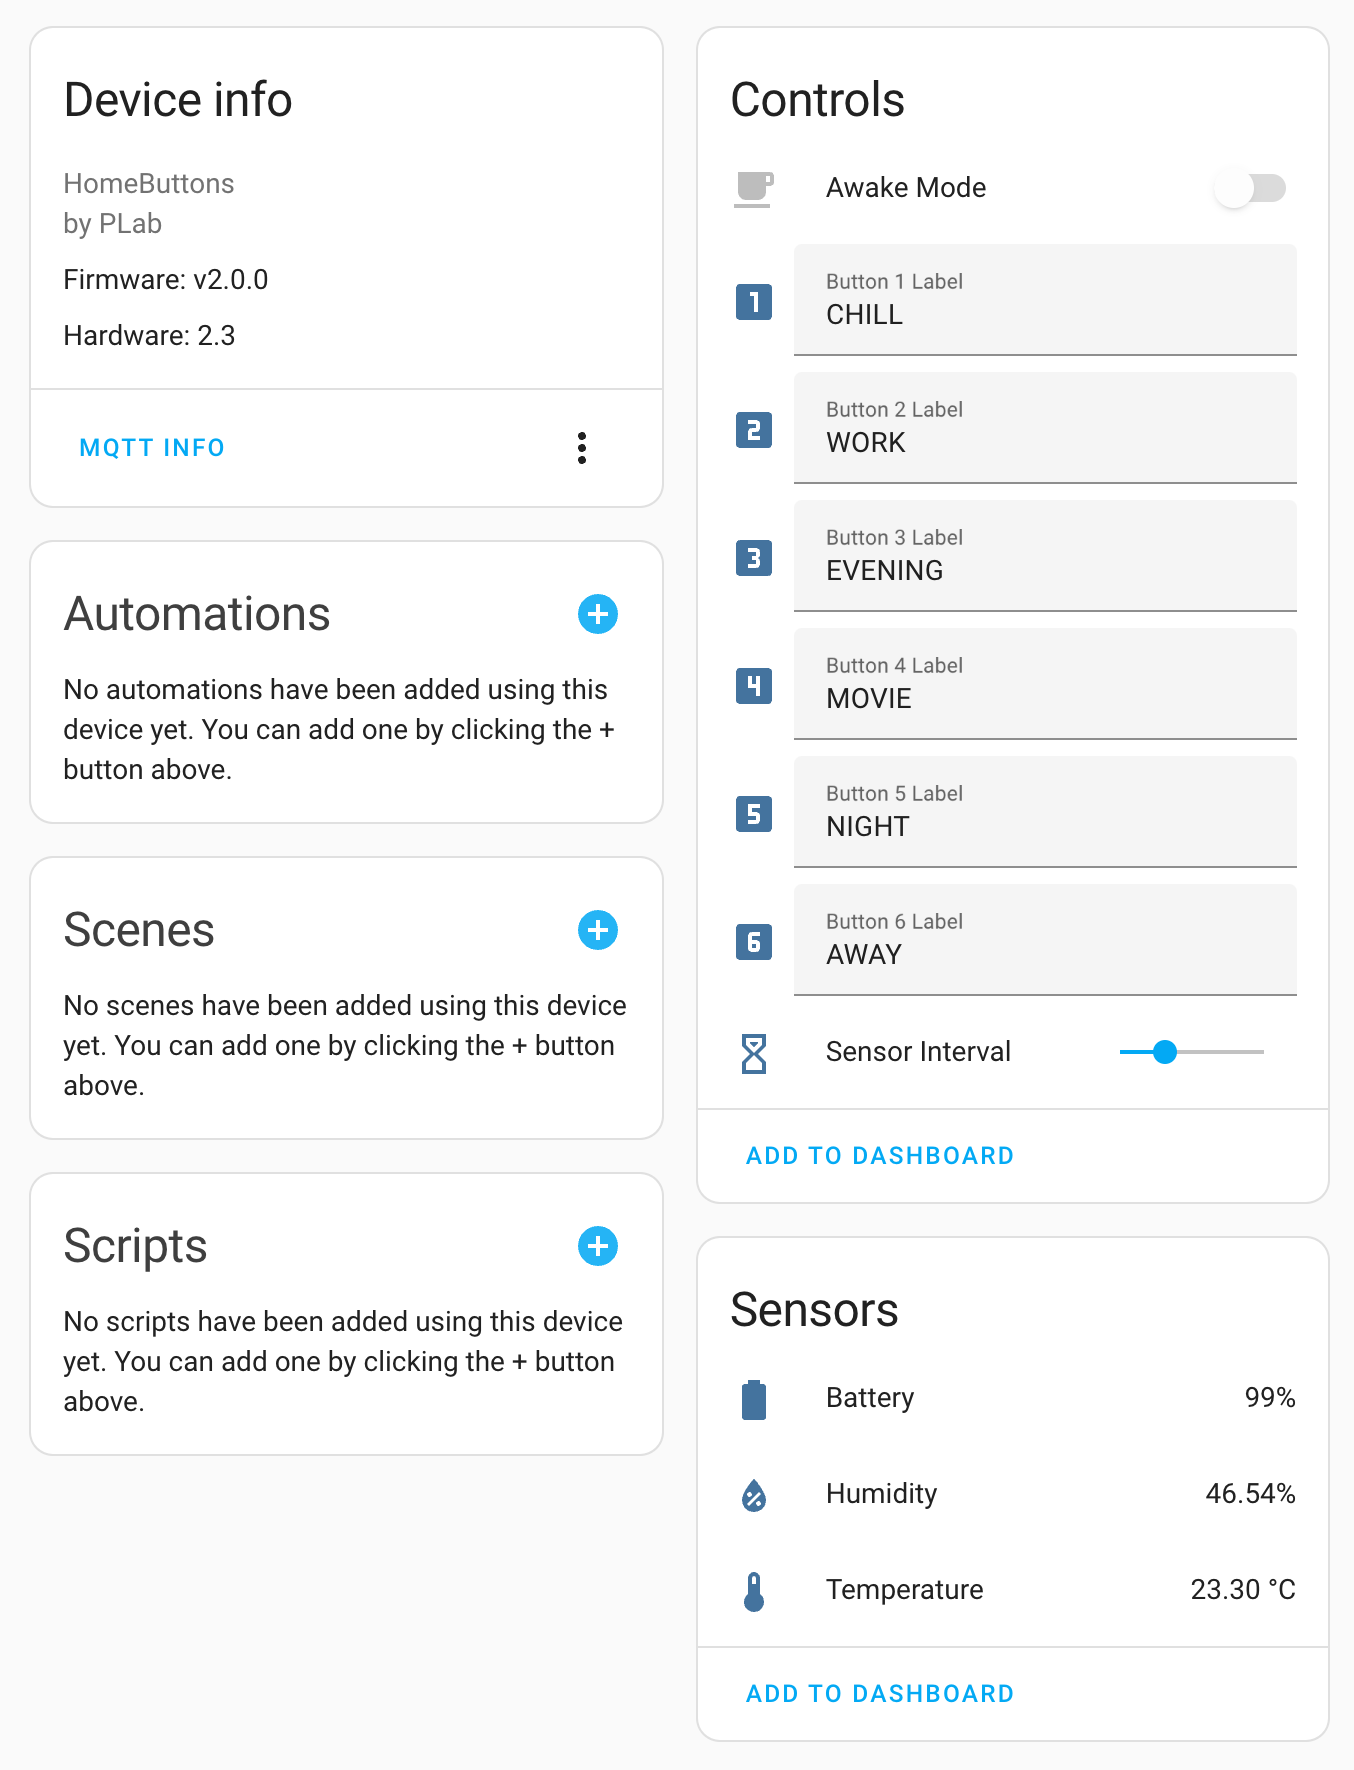 Device info
HomeButtons
by PLab
Firmware: v2.0.0
Hardware: 2.3
MQTT INFO
Automations
No automations have been added using this
device yet. You can add one by clicking the +
button above.
Scenes
No scenes have been added using this device
yet. You can add one by clicking the + button
above.
Scripts
No scripts have been added using this device
yet. You can add one by clicking the + button
above.
Controls
Awake Mode
1
Button 1 Label
CHILL
2
Button 2 Label
WORK
3
Button 3 Label
EVENING
4
Button 4 Label
MOVIE
5
Button 5 Label
NIGHT
6
Button 6 Label
AWAY
Sensor Interval
ADD TO DASHBOARD
Sensors
Battery 99%
Humidity 46.54%
Temperature 23.30 °C
ADD TO DASHBOARD